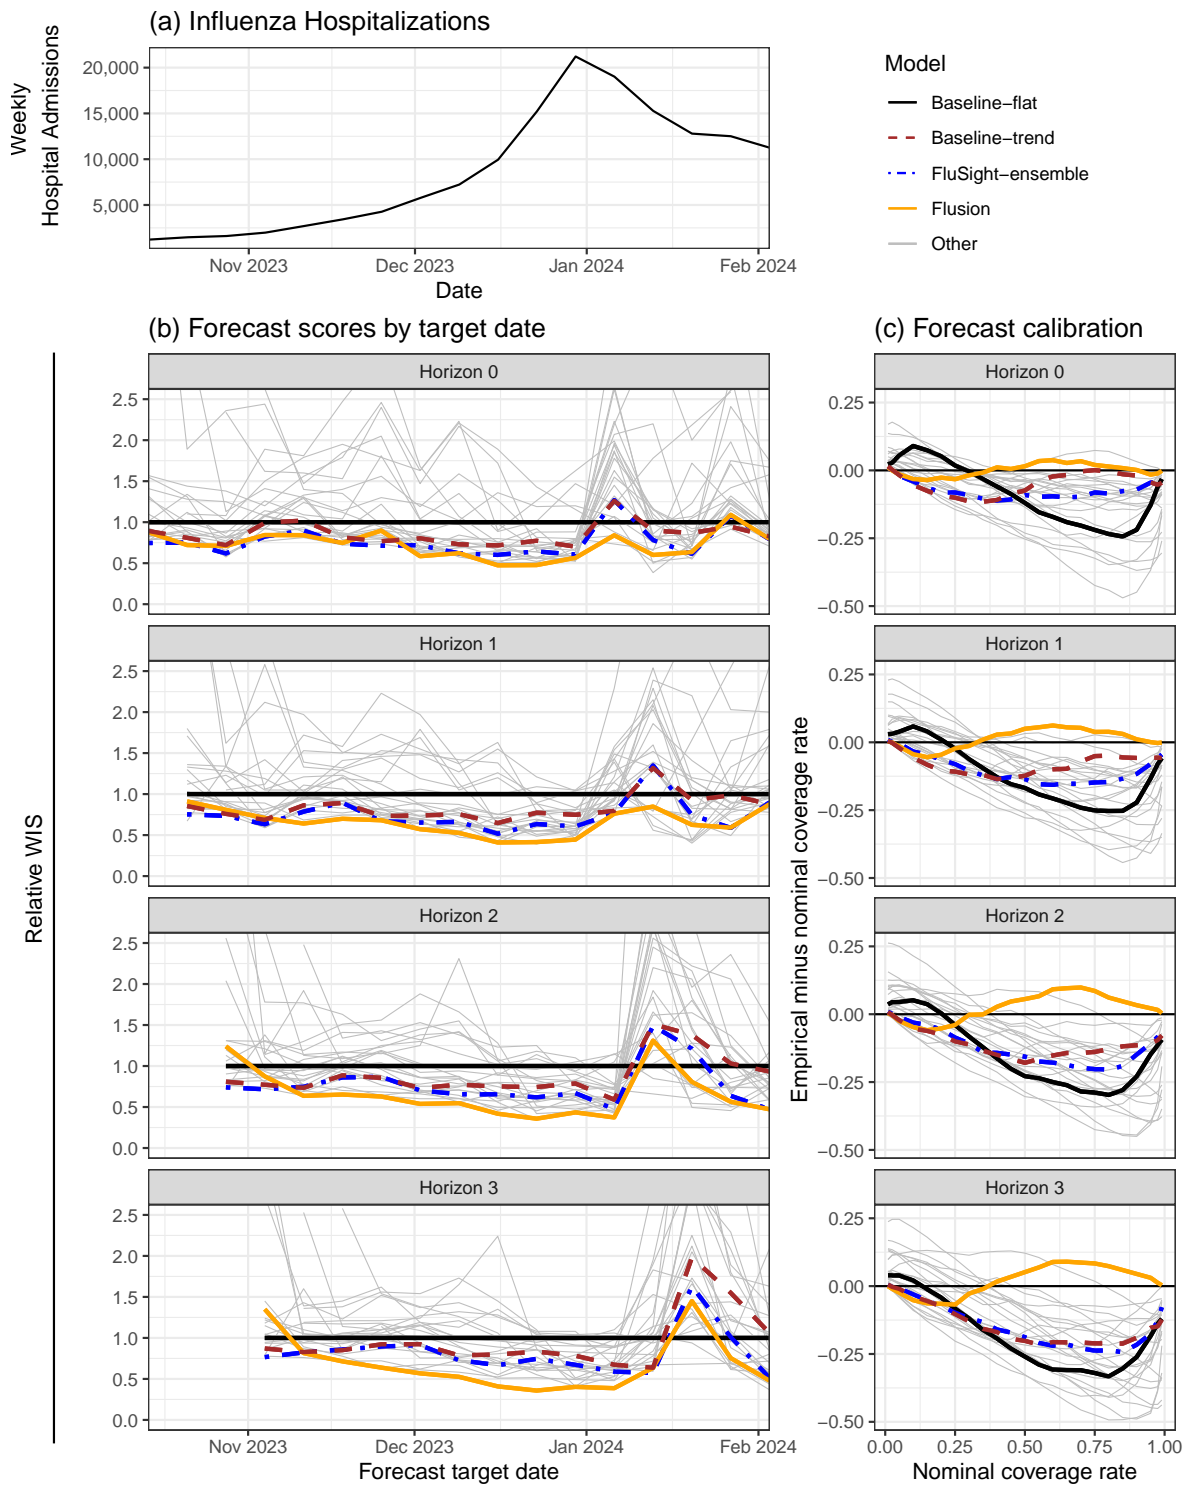 (a) Influenza Hospitalizations
Weekly
Hospital Admissions
20,000
15,000
10,000
5,000
Nov 2023
Dec 2023
Jan 2024
Feb 2024
Date
Model
Baseline−flat
Baseline−trend
FluSight−ensemble
Flusion
Other
(b) Forecast scores by target date
Relative WIS
Horizon 0
2.5
2.0
1.5
1.0
0.5
0.0
Horizon 1
2.5
2.0
1.5
1.0
0.5
0.0
Horizon 2
2.5
2.0
1.5
1.0
0.5
0.0
Horizon 3
2.5
2.0
1.5
1.0
0.5
0.0
Nov 2023
Dec 2023
Jan 2024
Feb 2024
Forecast target date
(c) Forecast calibration
Empirical minus nominal coverage rate
Horizon 0
0.25
0.00
−0.25
−0.50
Horizon 1
0.25
0.00
−0.25
−0.50
Horizon 2
0.25
0.00
−0.25
−0.50
Horizon 3
0.25
0.00
−0.25
−0.50
0.00
0.25
0.50
0.75
1.00
Nominal coverage rate